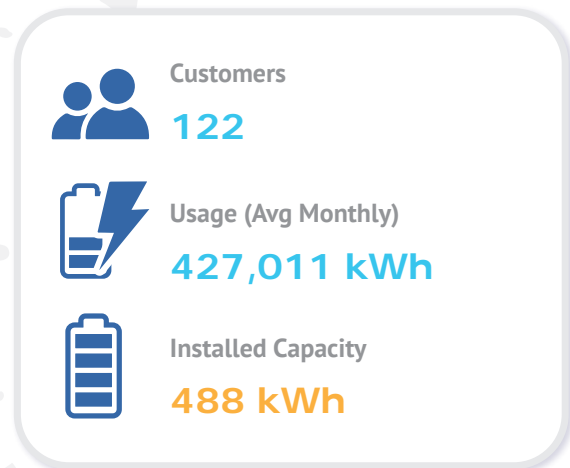 Customers
122
Usage (Avg Monthly)
427,011 kWh
Installed Capacity
488 kWh